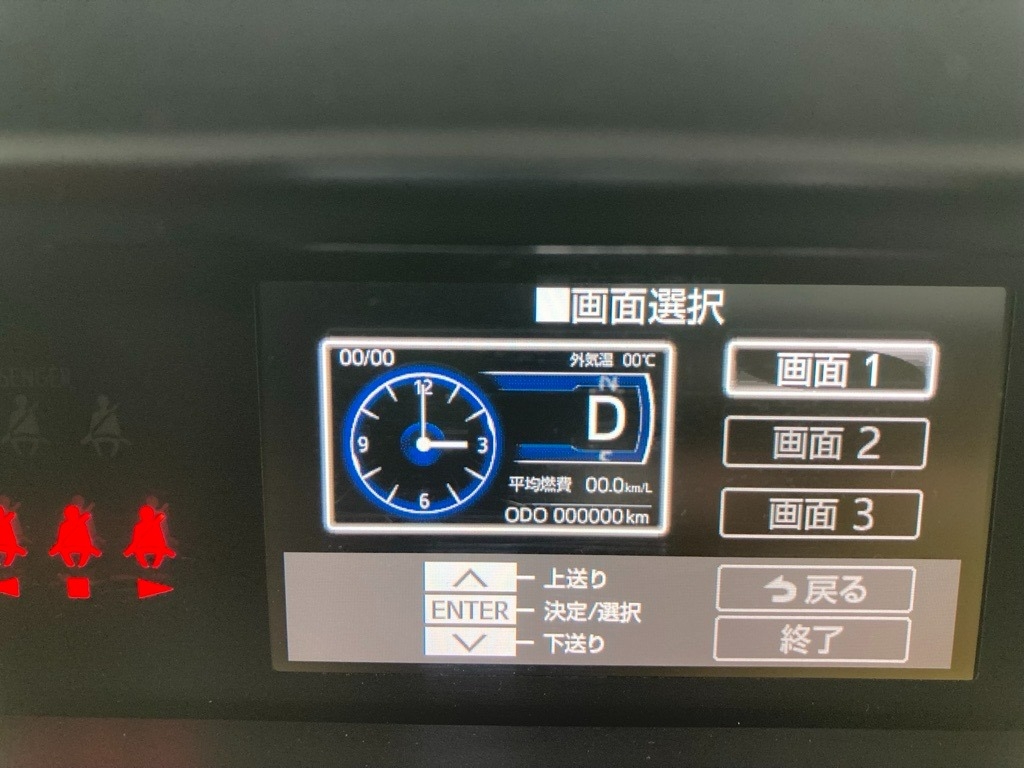 ■画面選択
00/00
外気温 00℃
12
3
6
9
N
D
平均燃費 00.0km/L
ODO 000000km
画面 1
画面 2
画面 3
上送り
ENTER
決定/選択
下送り
戻る
終了